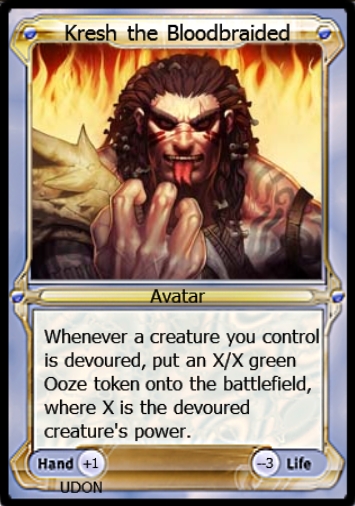 Kresh the Bloodbraided
Avatar
Whenever a creature you control
is devoured, put an X/X green
Ooze token onto the battlefield,
where X is the devoured
creature's power.
Hand +1 --3 Life
UDON